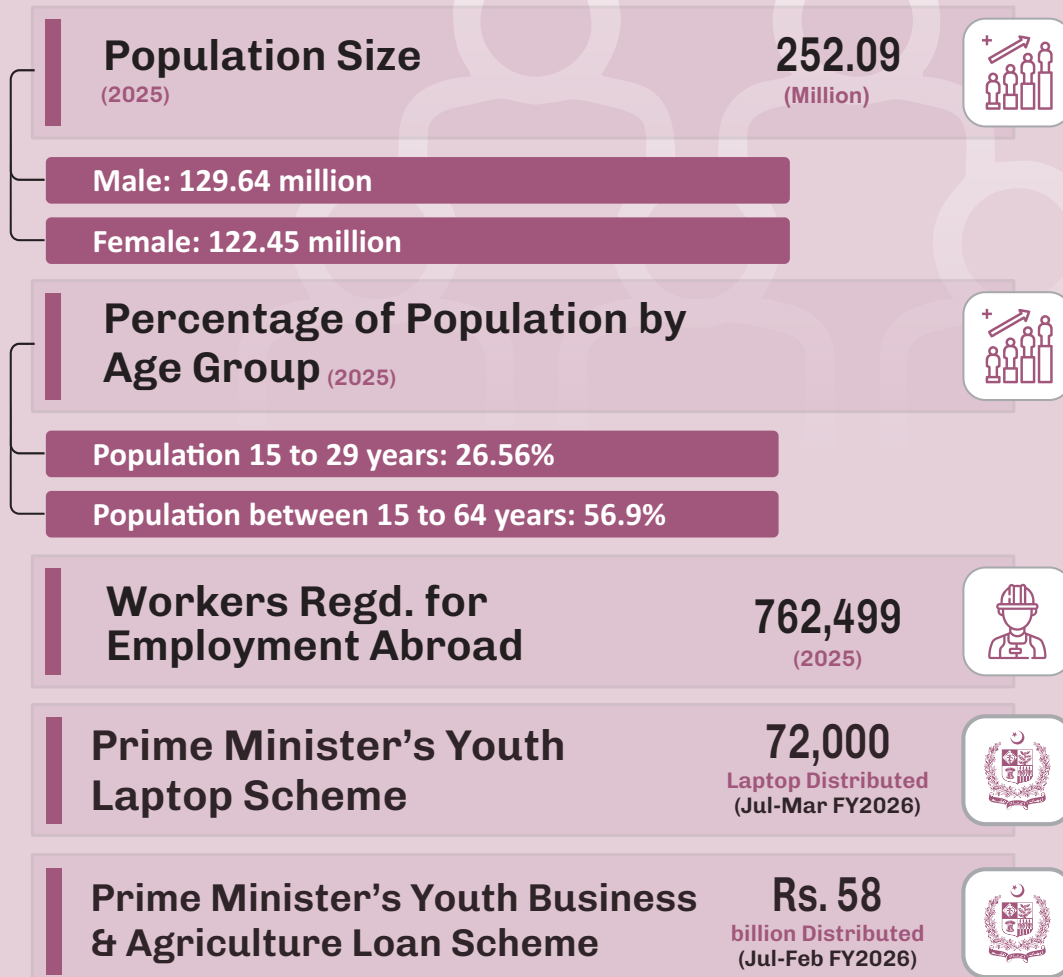 Population Size
(2025)
252.09
(Million)
Male: 129.64 million
Female: 122.45 million
Percentage of Population by
Age Group (2025)
Population 15 to 29 years: 26.56%
Population between 15 to 64 years: 56.9%
Workers Regd. for
Employment Abroad
762,499
(2025)
Prime Minister’s Youth
Laptop Scheme
72,000
Laptop Distributed
(Jul-Mar FY2026)
Prime Minister’s Youth Business
& Agriculture Loan Scheme
Rs. 58
billion Distributed
(Jul-Feb FY2026)